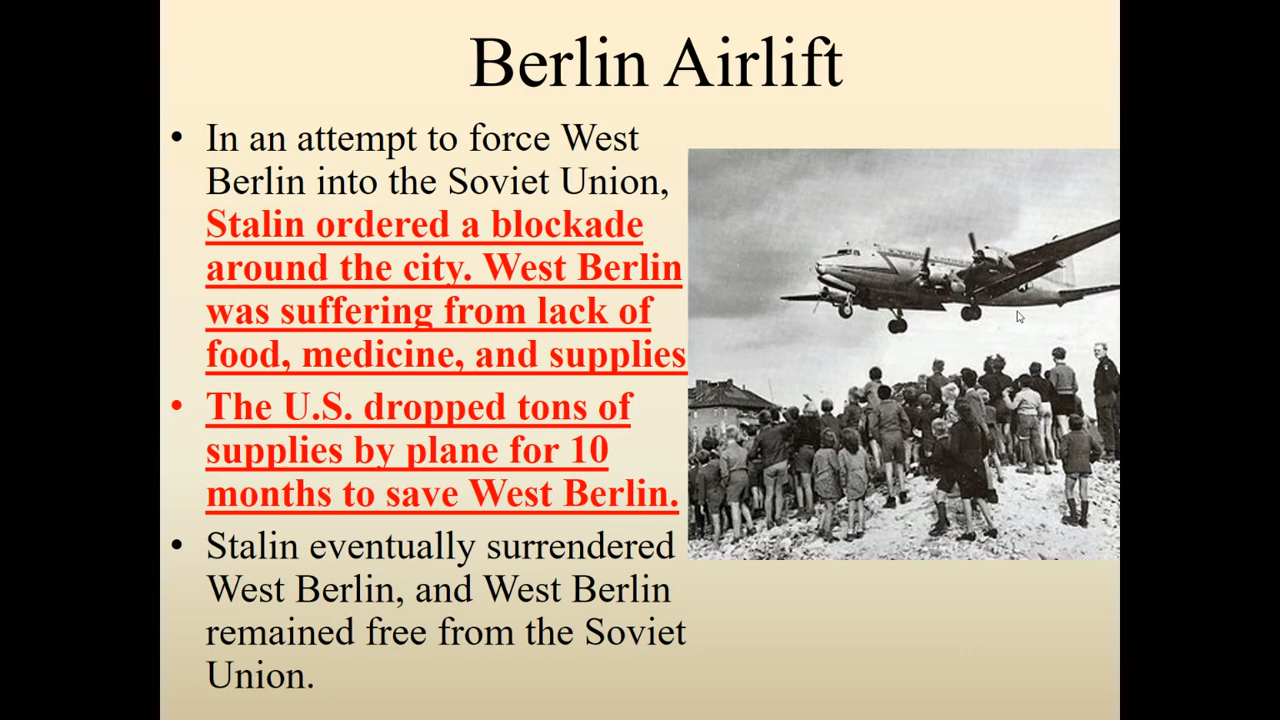 Berlin Airlift
• In an attempt to force West
Berlin into the Soviet Union,
Stalin ordered a blockade
around the city. West Berlin
was suffering from lack of
food, medicine, and supplies
• The U.S. dropped tons of
supplies by plane for 10
months to save West Berlin.
• Stalin eventually surrendered
West Berlin, and West Berlin
remained free from the Soviet
Union.